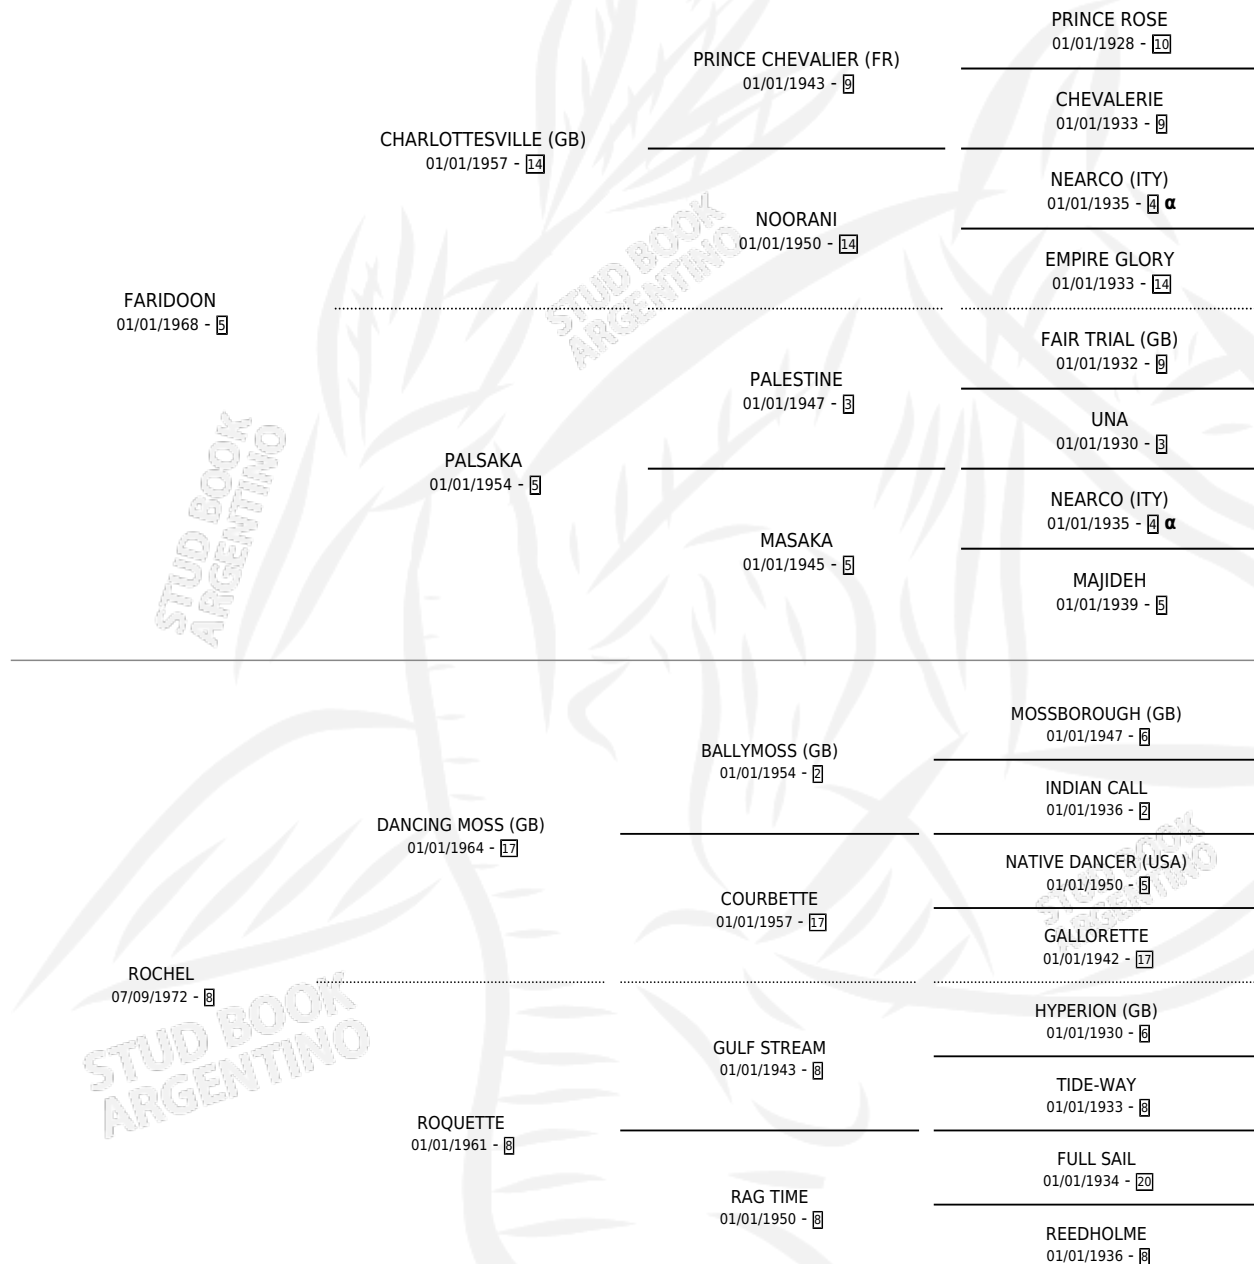 PRINCE ROSE
01/01/1928 - 10
PRINCE CHEVALIER (FR)
01/01/1943 - 9
CHEVALERIE
01/01/1933 - 9
CHARLOTTESVILLE (GB)
01/01/1957 - 14
NEARCO (ITY)
01/01/1935 - 4 α
NOORANI
01/01/1950 - 14
EMPIRE GLORY
01/01/1933 - 14
FARIDOON
01/01/1968 - 5
FAIR TRIAL (GB)
01/01/1932 - 9
PALESTINE
01/01/1947 - 3
UNA
01/01/1930 - 3
PALSAKA
01/01/1954 - 5
NEARCO (ITY)
01/01/1935 - 4 α
MASAKA
01/01/1945 - 5
MAJIDEH
01/01/1939 - 5
MOSSBOROUGH (GB)
01/01/1947 - 6
BALLYMOSS (GB)
01/01/1954 - 2
INDIAN CALL
01/01/1936 - 2
DANCING MOSS (GB)
01/01/1964 - 17
NATIVE DANCER (USA)
01/01/1950 - 5
COURBETTE
01/01/1957 - 17
GALLORETTE
01/01/1942 - 17
ROCHEL
07/09/1972 - 8
HYPERION (GB)
01/01/1930 - 6
GULF STREAM
01/01/1943 - 8
TIDE-WAY
01/01/1933 - 8
ROQUETTE
01/01/1961 - 8
FULL SAIL
01/01/1934 - 20
RAG TIME
01/01/1950 - 8
REEDHOLME
01/01/1936 - 8
STUD BOOK
ARGENTINO
STUD BOOK
ARGENTINO
STUD BOOK
ARGENTINO
STUD BOOK
ARGENTINO